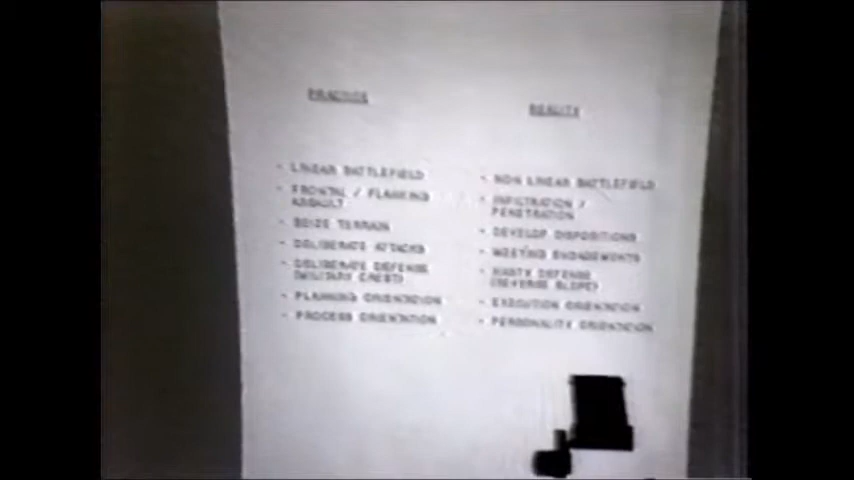 PRACTICE
- LINEAR BATTLEFIELD
- FRONTAL / FLANKING
ASSAULT
- SEIZE TERRAIN
- DELIBERATE ATTACKS
- DELIBERATE DEFENSE
(MILITARY CREST)
- PLANNING ORIENTATION
- PROCESS ORIENTATION
REALITY
- NON LINEAR BATTLEFIELD
- INFILTRATION /
PENETRATION
- DEVELOP DISPOSITIONS
- MEETING ENGAGEMENTS
- HASTY DEFENSE
(REVERSE SLOPE)
- EXECUTION ORIENTATION
- PERSONALITY ORIENTATION